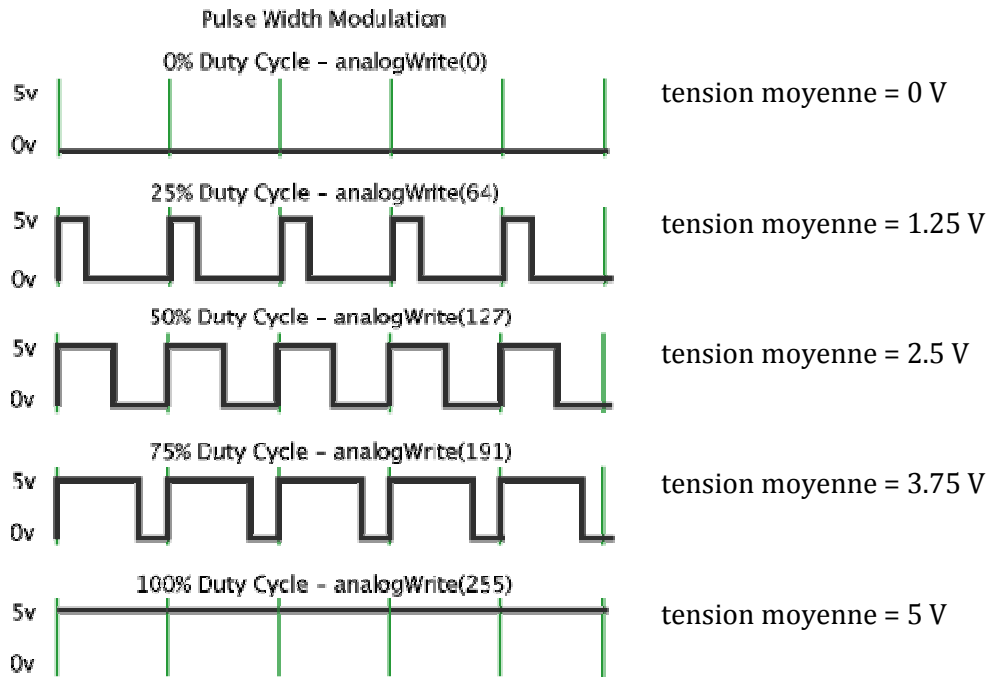 Pulse Width Modulation
0% Duty Cycle – analogWrite(0)
5v
0v
tension moyenne = 0 V
25% Duty Cycle – analogWrite(64)
5v
0v
tension moyenne = 1.25 V
50% Duty Cycle – analogWrite(127)
5v
0v
tension moyenne = 2.5 V
75% Duty Cycle – analogWrite(191)
5v
0v
tension moyenne = 3.75 V
100% Duty Cycle – analogWrite(255)
5v
0v
tension moyenne = 5 V